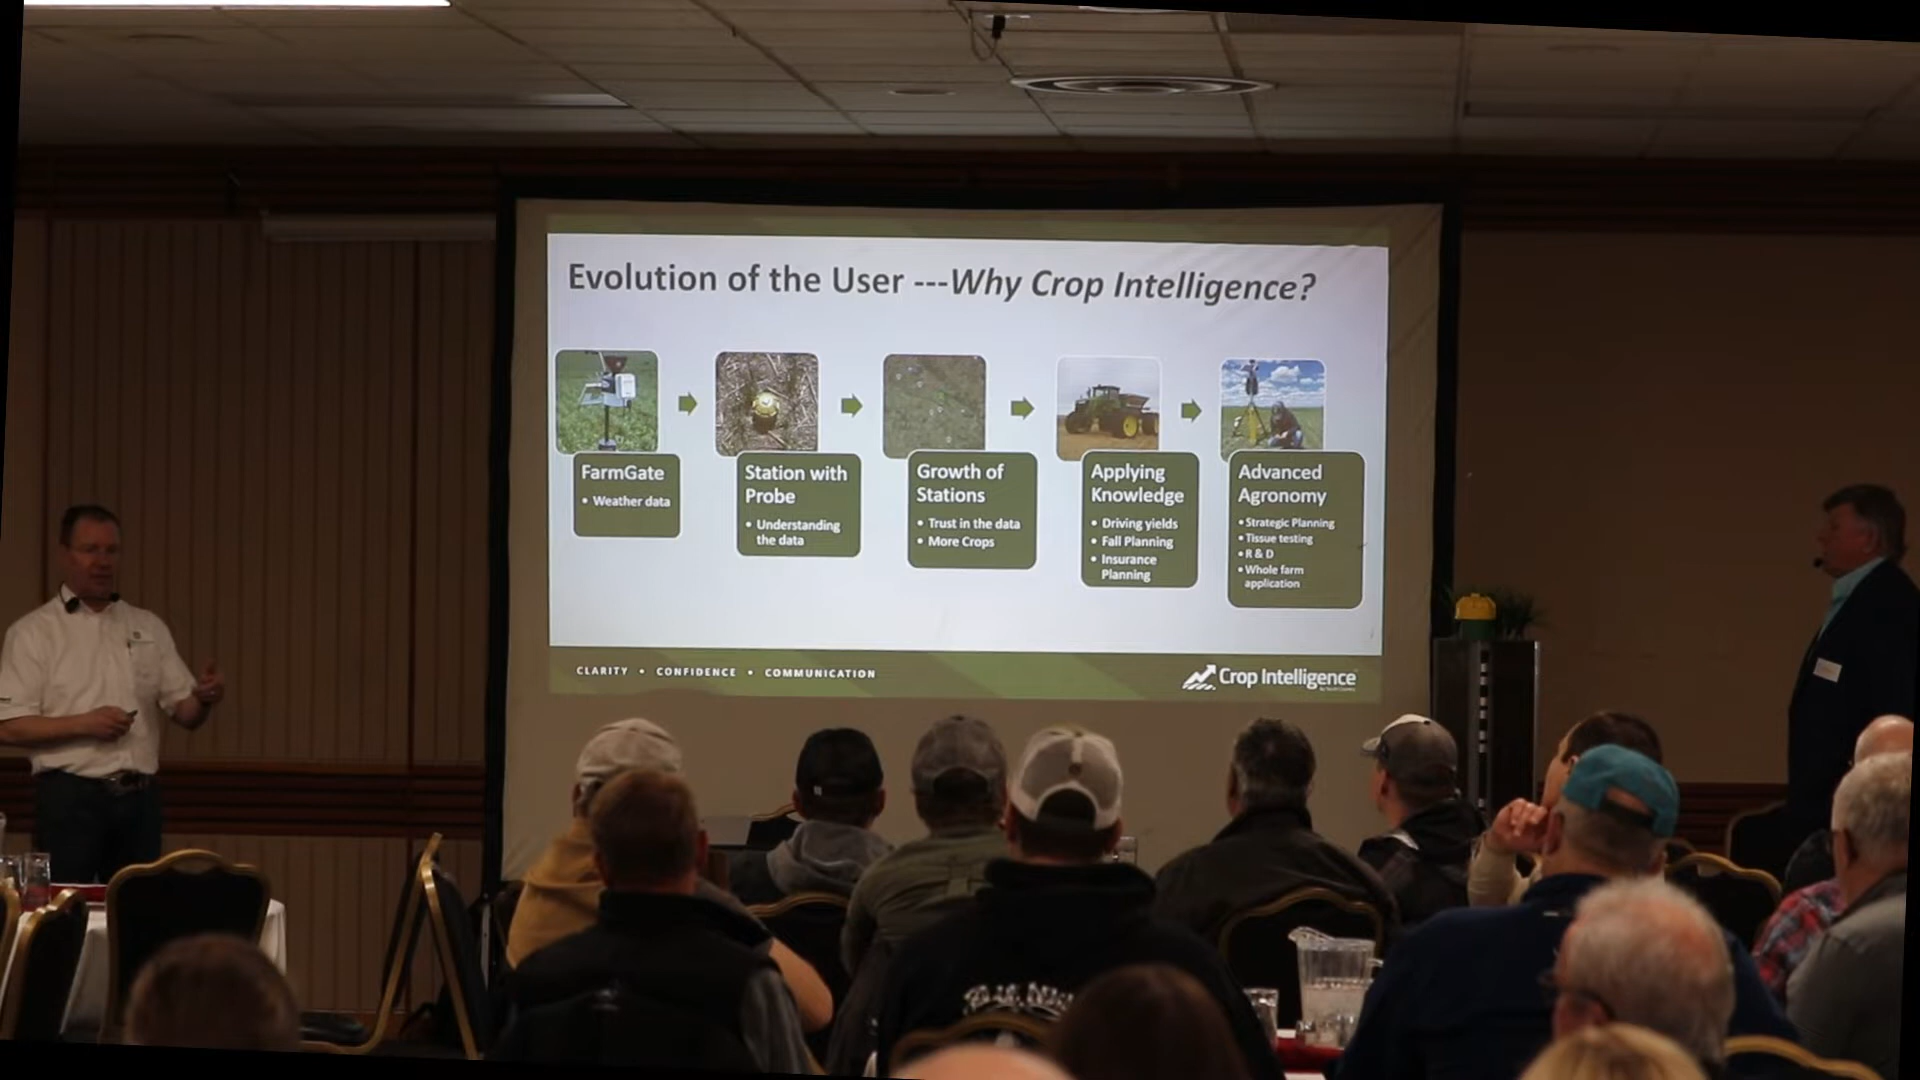 Evolution of the User ---Why Crop Intelligence?
FarmGate
• Weather data
Station with
Probe
• Understanding
the data
Growth of
Stations
• Trust in the data
• More Crops
Applying
Knowledge
• Driving yields
• Fall Planning
• Insurance
Planning
Advanced
Agronomy
• Strategic Planning
• Tissue testing
• R & D
• Whole farm
application
CLARITY • CONFIDENCE • COMMUNICATION
Crop Intelligence